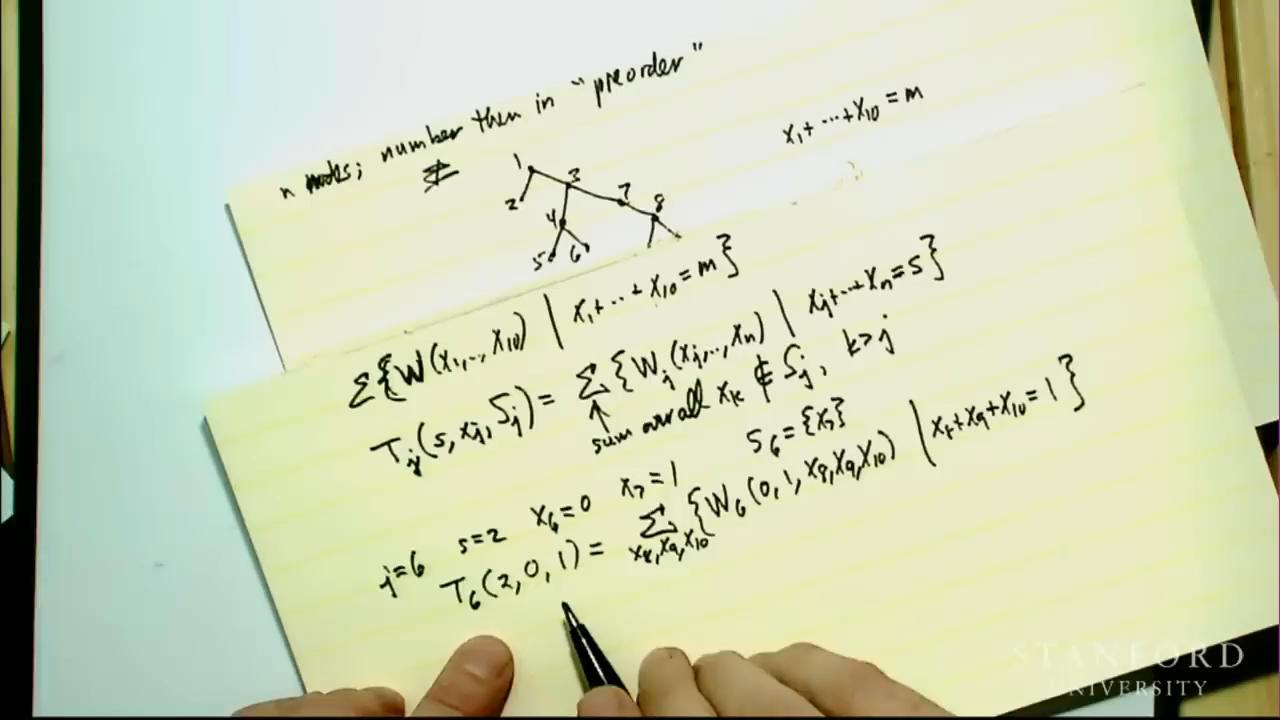 n nodes; number them in "preorder"
x₁+⋯+x₁₀=m
1
2
3
4
5
6
7
8
Σ{W(x₁,..,x₁₀) | x₁+⋯+x₁₀=m}
Tⱼ(s,xⱼ,Sⱼ) = Σ{Wⱼ(xⱼ,...,xₙ) | xⱼ+⋯+xₙ=s}
↑
sum over all xₖ ∉ Sⱼ, k>j
S₆={x₇}
j=6 s=2 x₆=0 x₇=1
T₆(2,0,1) = Σ {W₆(0,1,x₈,x₉,x₁₀) | x₈+x₉+x₁₀=1}
x₈,x₉,x₁₀
STANFORD
UNIVERSITY